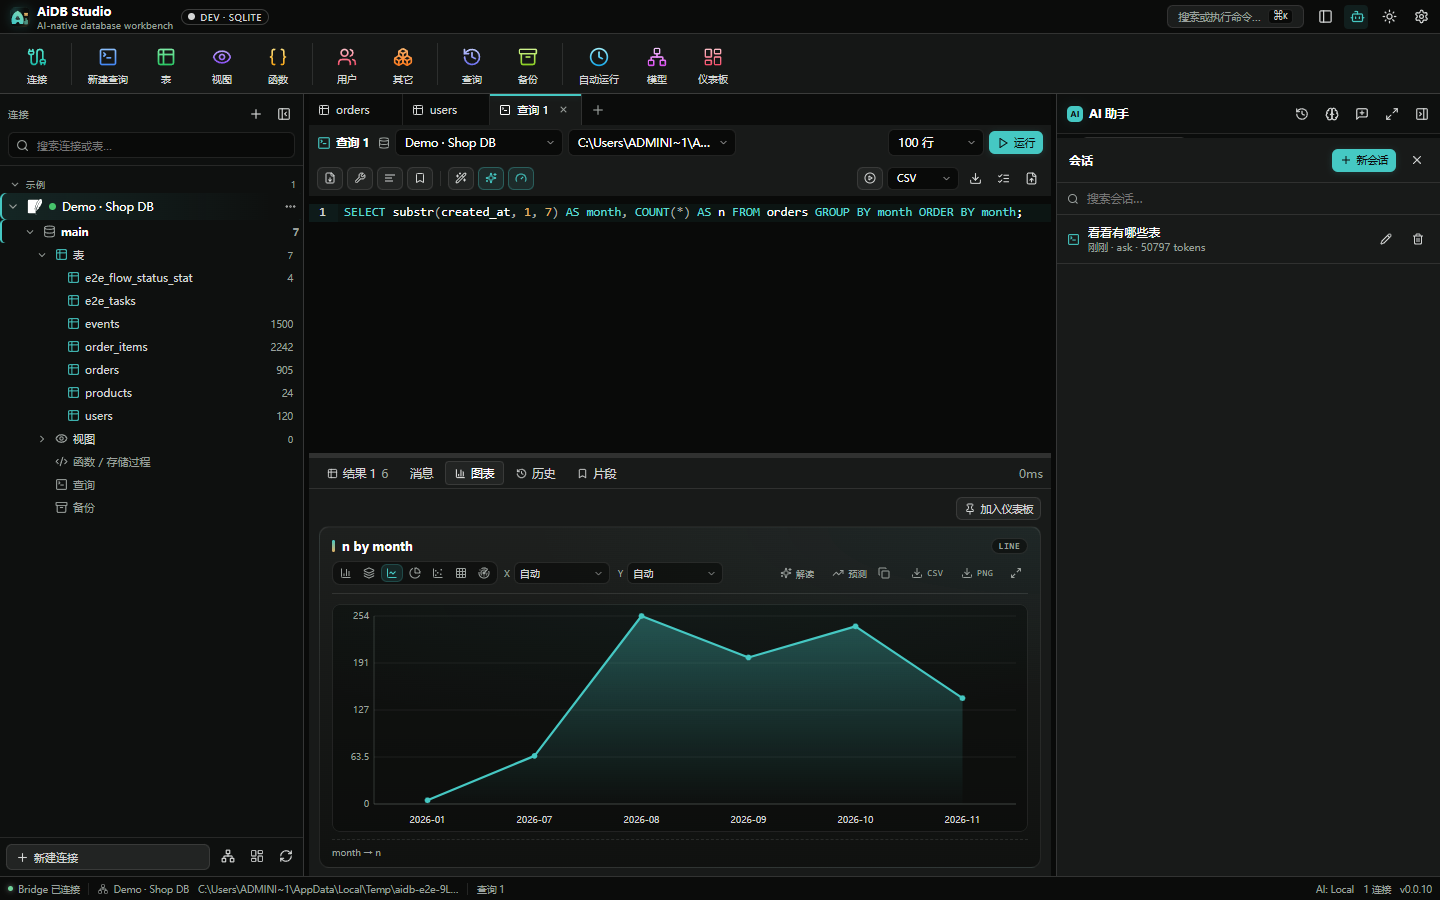 AiDB Studio
AI-native database workbench
DEV · SQLITE
搜索或执行命令...
⌘K
连接
新建查询
表
视图
函数
用户
其它
查询
备份
自动运行
模型
仪表板
连接
搜索连接或表...
示例
1
Demo · Shop DB
main
7
表
7
e2e_flow_status_stat
4
e2e_tasks
events
1500
order_items
2242
orders
905
products
24
users
120
视图
0
函数 / 存储过程
查询
备份
新建连接
orders
users
查询 1
查询 1
Demo · Shop DB
C:\Users\ADMINI~1\A...
100 行
运行
CSV
1 SELECT substr(created_at, 1, 7) AS month, COUNT(*) AS n FROM orders GROUP BY month ORDER BY month;
结果 1 6
消息
图表
历史
片段
0ms
加入仪表板
n by month
LINE
X
自动
Y
自动
解读
预测
CSV
PNG
254
191
127
63.5
0
2026-01
2026-07
2026-08
2026-09
2026-10
2026-11
month → n
AI
AI 助手
会话
新会话
搜索会话...
看看有哪些表
刚刚 · ask · 50797 tokens
Bridge 已连接
Demo · Shop DB
C:\Users\ADMINI~1\AppData\Local\Temp\aidb-e2e-9L...
查询 1
AI: Local
1 连接
v0.0.10